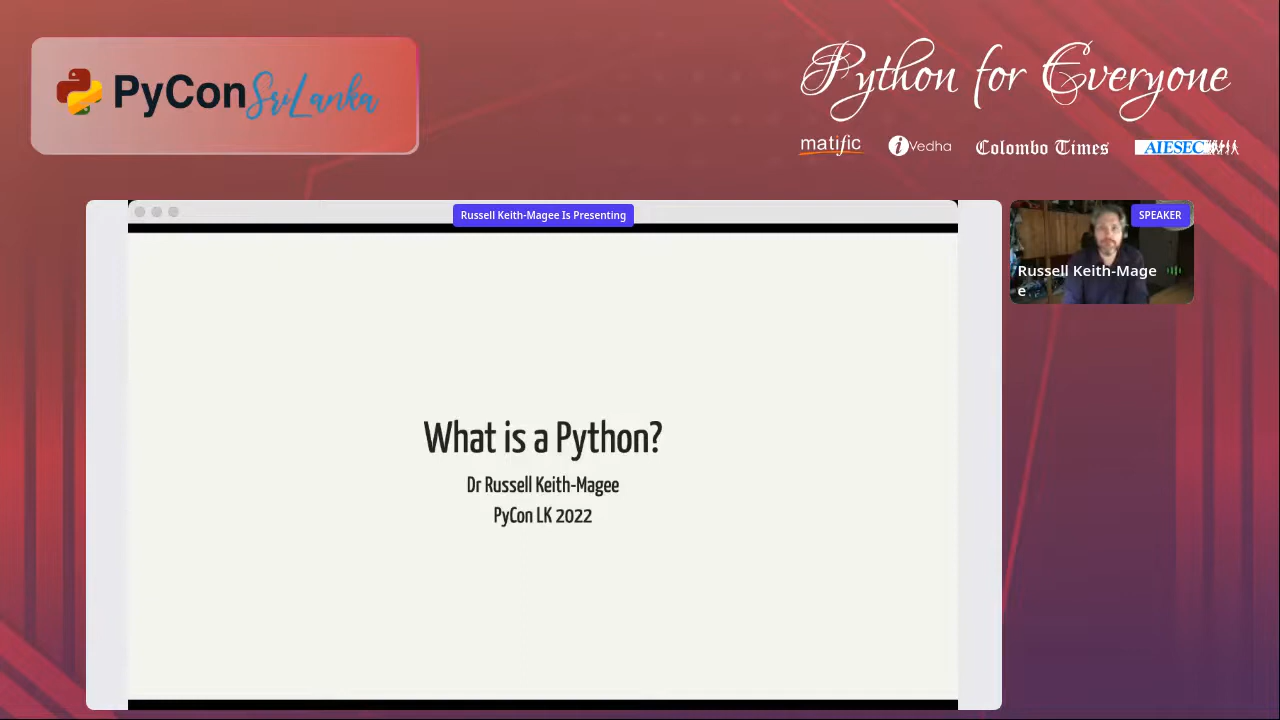 PyCon SriLanka
Python for Everyone
matific
iVedha
Colombo Times
AIESEC
Russell Keith-Magee Is Presenting
SPEAKER
Russell Keith-Mage
e
What is a Python?
Dr Russell Keith-Magee
PyCon LK 2022